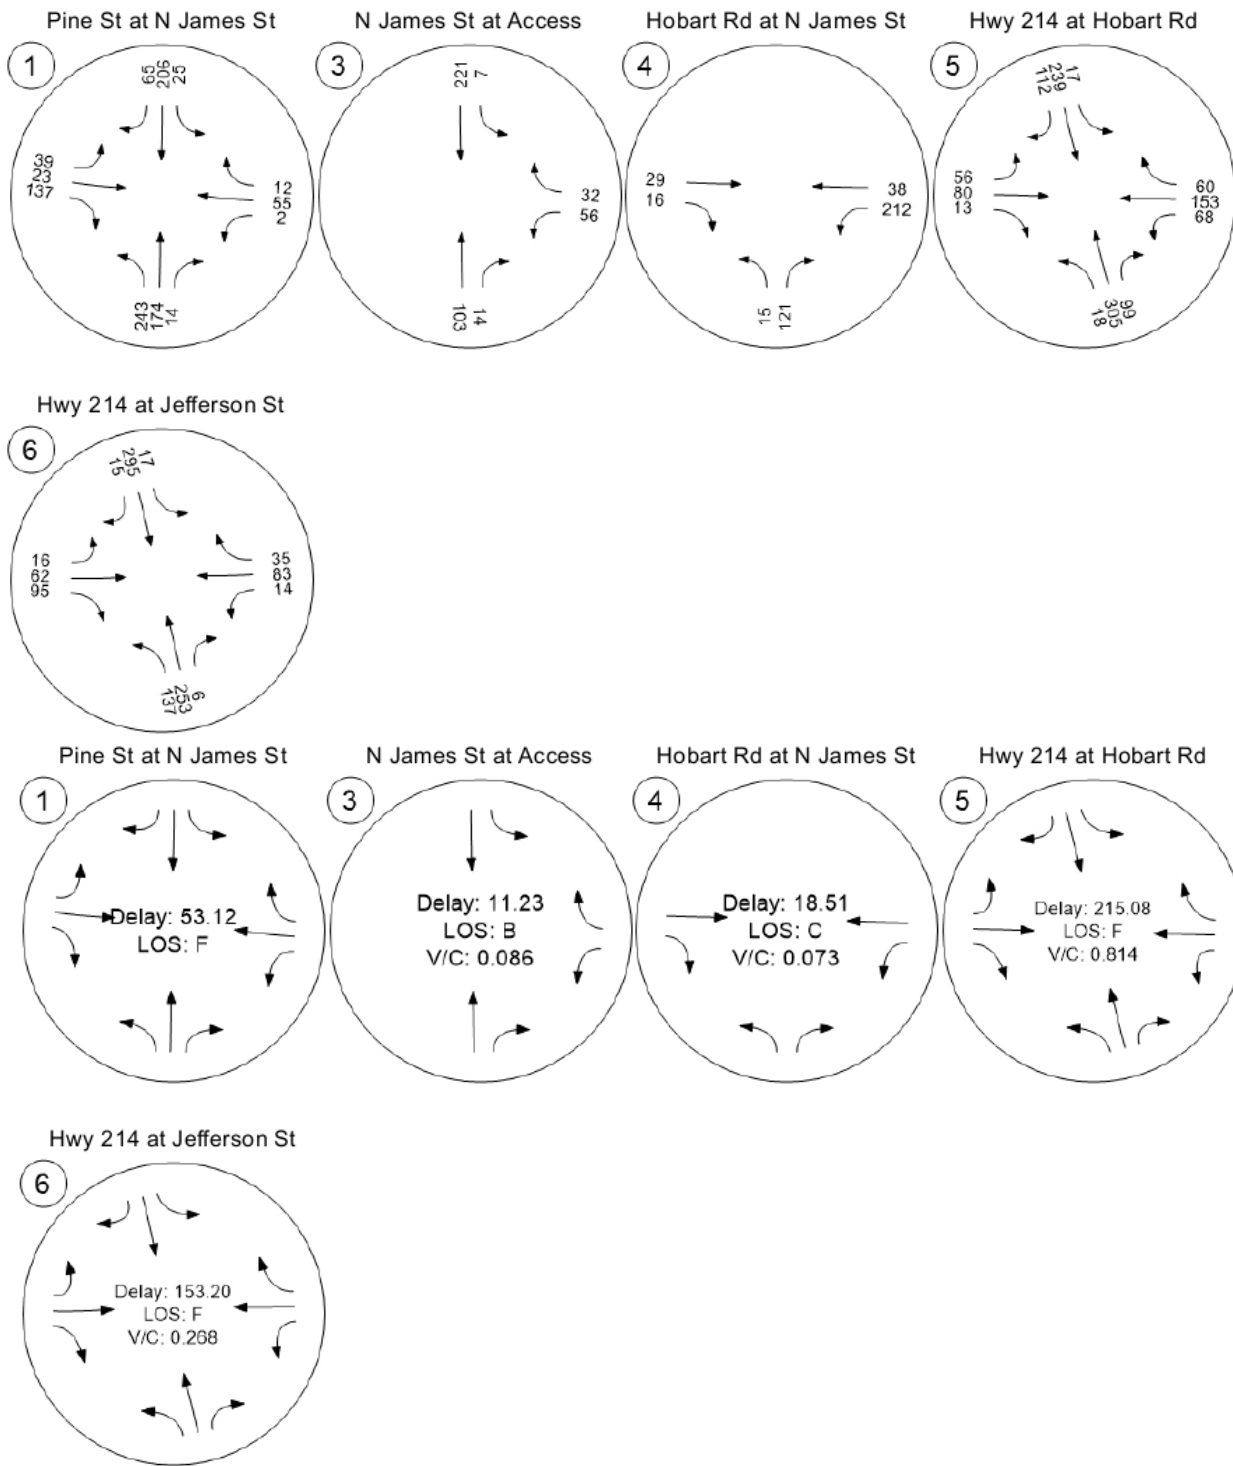 Pine St at N James St
N James St at Access
Hobart Rd at N James St
Hwy 214 at Hobart Rd
1
3
4
5
65
206
25
39
23
137
12
55
2
243
174
14
221
7
32
56
103
14
29
16
38
212
15
121
112
239
17
56
80
13
60
153
68
18
305
99
Hwy 214 at Jefferson St
6
15
295
17
16
62
95
35
83
14
137
253
6
Pine St at N James St
N James St at Access
Hobart Rd at N James St
Hwy 214 at Hobart Rd
1
3
4
5
Delay: 53.12
LOS: F
Delay: 11.23
LOS: B
V/C: 0.086
Delay: 18.51
LOS: C
V/C: 0.073
Delay: 215.08
LOS: F
V/C: 0.814
Hwy 214 at Jefferson St
6
Delay: 153.20
LOS: F
V/C: 0.268